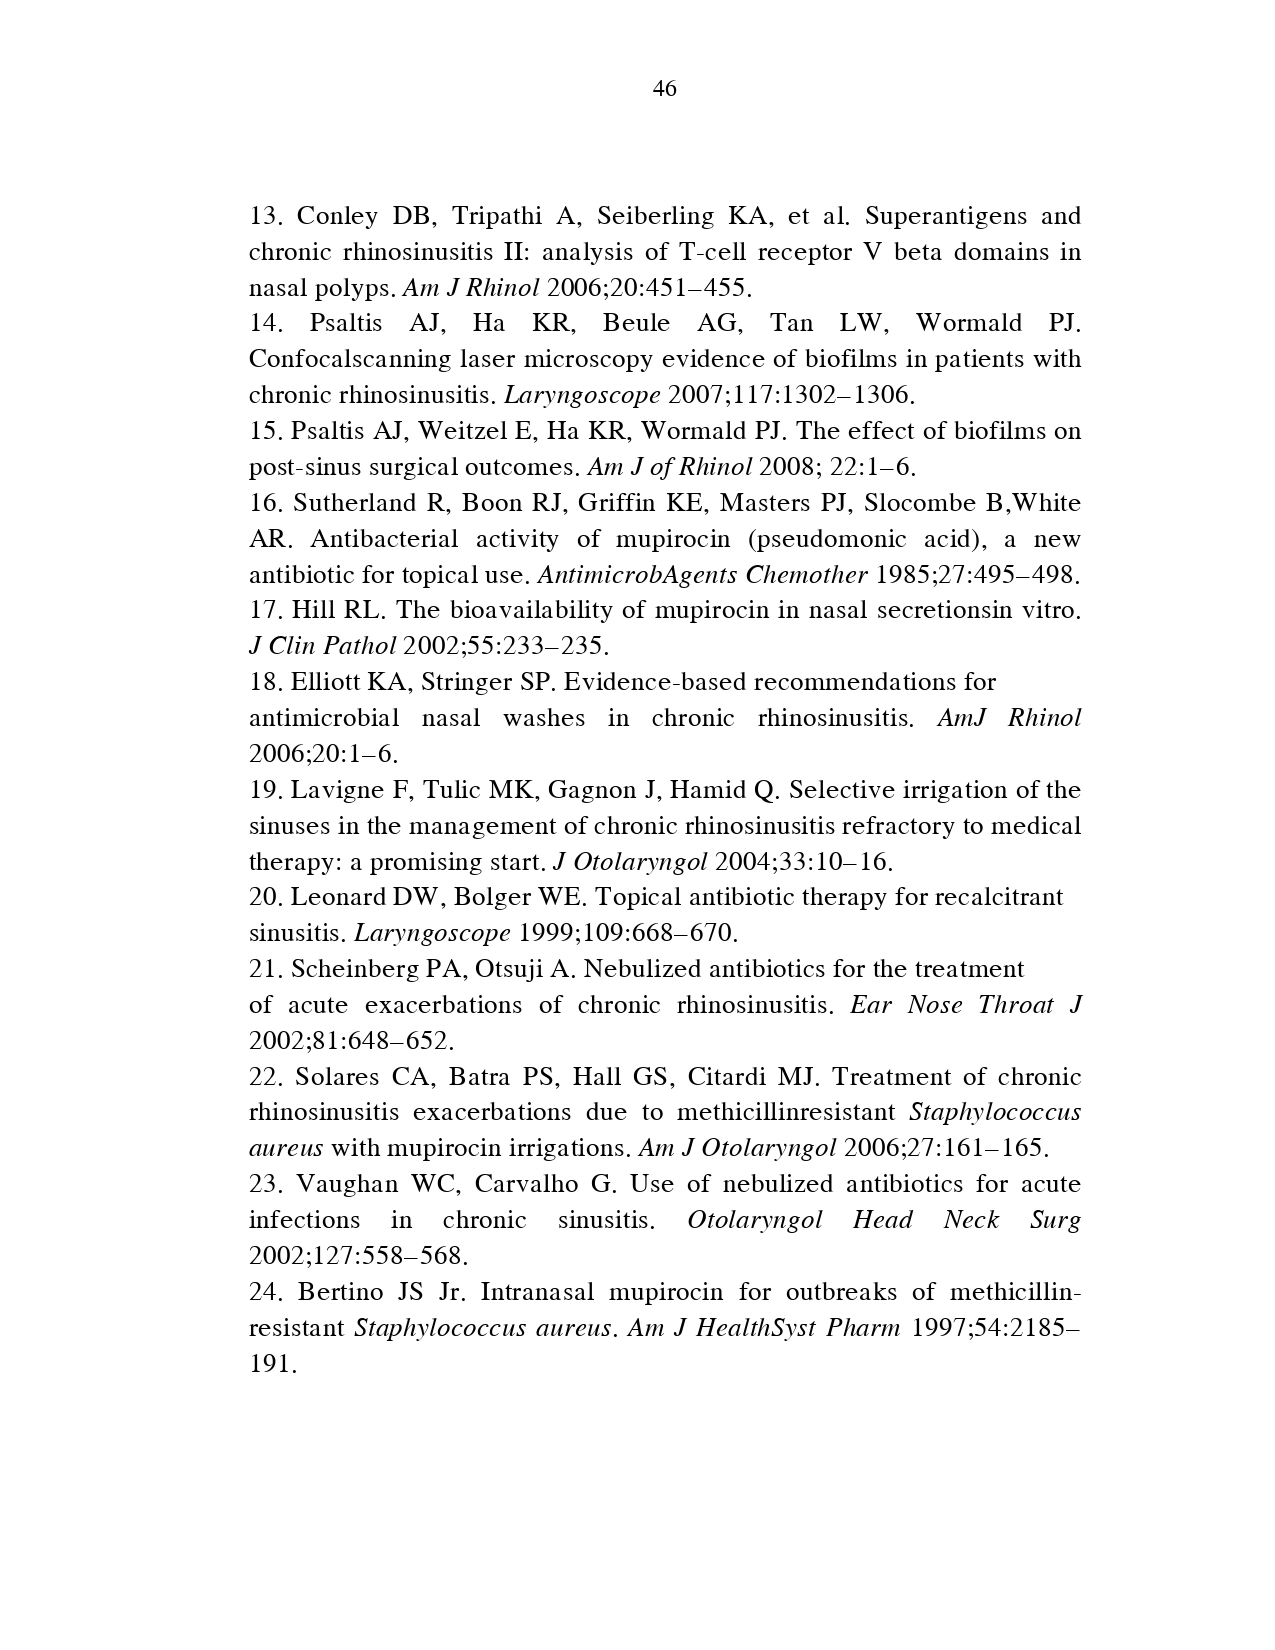 46
13. Conley DB, Tripathi A, Seiberling KA, et al. Superantigens and
chronic rhinosinusitis II: analysis of T-cell receptor V beta domains in
nasal polyps. Am J Rhinol 2006;20:451–455.
14. Psaltis AJ, Ha KR, Beule AG, Tan LW, Wormald PJ.
Confocalscanning laser microscopy evidence of biofilms in patients with
chronic rhinosinusitis. Laryngoscope 2007;117:1302–1306.
15. Psaltis AJ, Weitzel E, Ha KR, Wormald PJ. The effect of biofilms on
post-sinus surgical outcomes. Am J of Rhinol 2008; 22:1–6.
16. Sutherland R, Boon RJ, Griffin KE, Masters PJ, Slocombe B,White
AR. Antibacterial activity of mupirocin (pseudomonic acid), a new
antibiotic for topical use. AntimicrobAgents Chemother 1985;27:495–498.
17. Hill RL. The bioavailability of mupirocin in nasal secretionsin vitro.
J Clin Pathol 2002;55:233–235.
18. Elliott KA, Stringer SP. Evidence-based recommendations for
antimicrobial nasal washes in chronic rhinosinusitis. AmJ Rhinol
2006;20:1–6.
19. Lavigne F, Tulic MK, Gagnon J, Hamid Q. Selective irrigation of the
sinuses in the management of chronic rhinosinusitis refractory to medical
therapy: a promising start. J Otolaryngol 2004;33:10–16.
20. Leonard DW, Bolger WE. Topical antibiotic therapy for recalcitrant
sinusitis. Laryngoscope 1999;109:668–670.
21. Scheinberg PA, Otsuji A. Nebulized antibiotics for the treatment
of acute exacerbations of chronic rhinosinusitis. Ear Nose Throat J
2002;81:648–652.
22. Solares CA, Batra PS, Hall GS, Citardi MJ. Treatment of chronic
rhinosinusitis exacerbations due to methicillinresistant Staphylococcus
aureus with mupirocin irrigations. Am J Otolaryngol 2006;27:161–165.
23. Vaughan WC, Carvalho G. Use of nebulized antibiotics for acute
infections in chronic sinusitis. Otolaryngol Head Neck Surg
2002;127:558–568.
24. Bertino JS Jr. Intranasal mupirocin for outbreaks of methicillin-
resistant Staphylococcus aureus. Am J HealthSyst Pharm 1997;54:2185–
191.